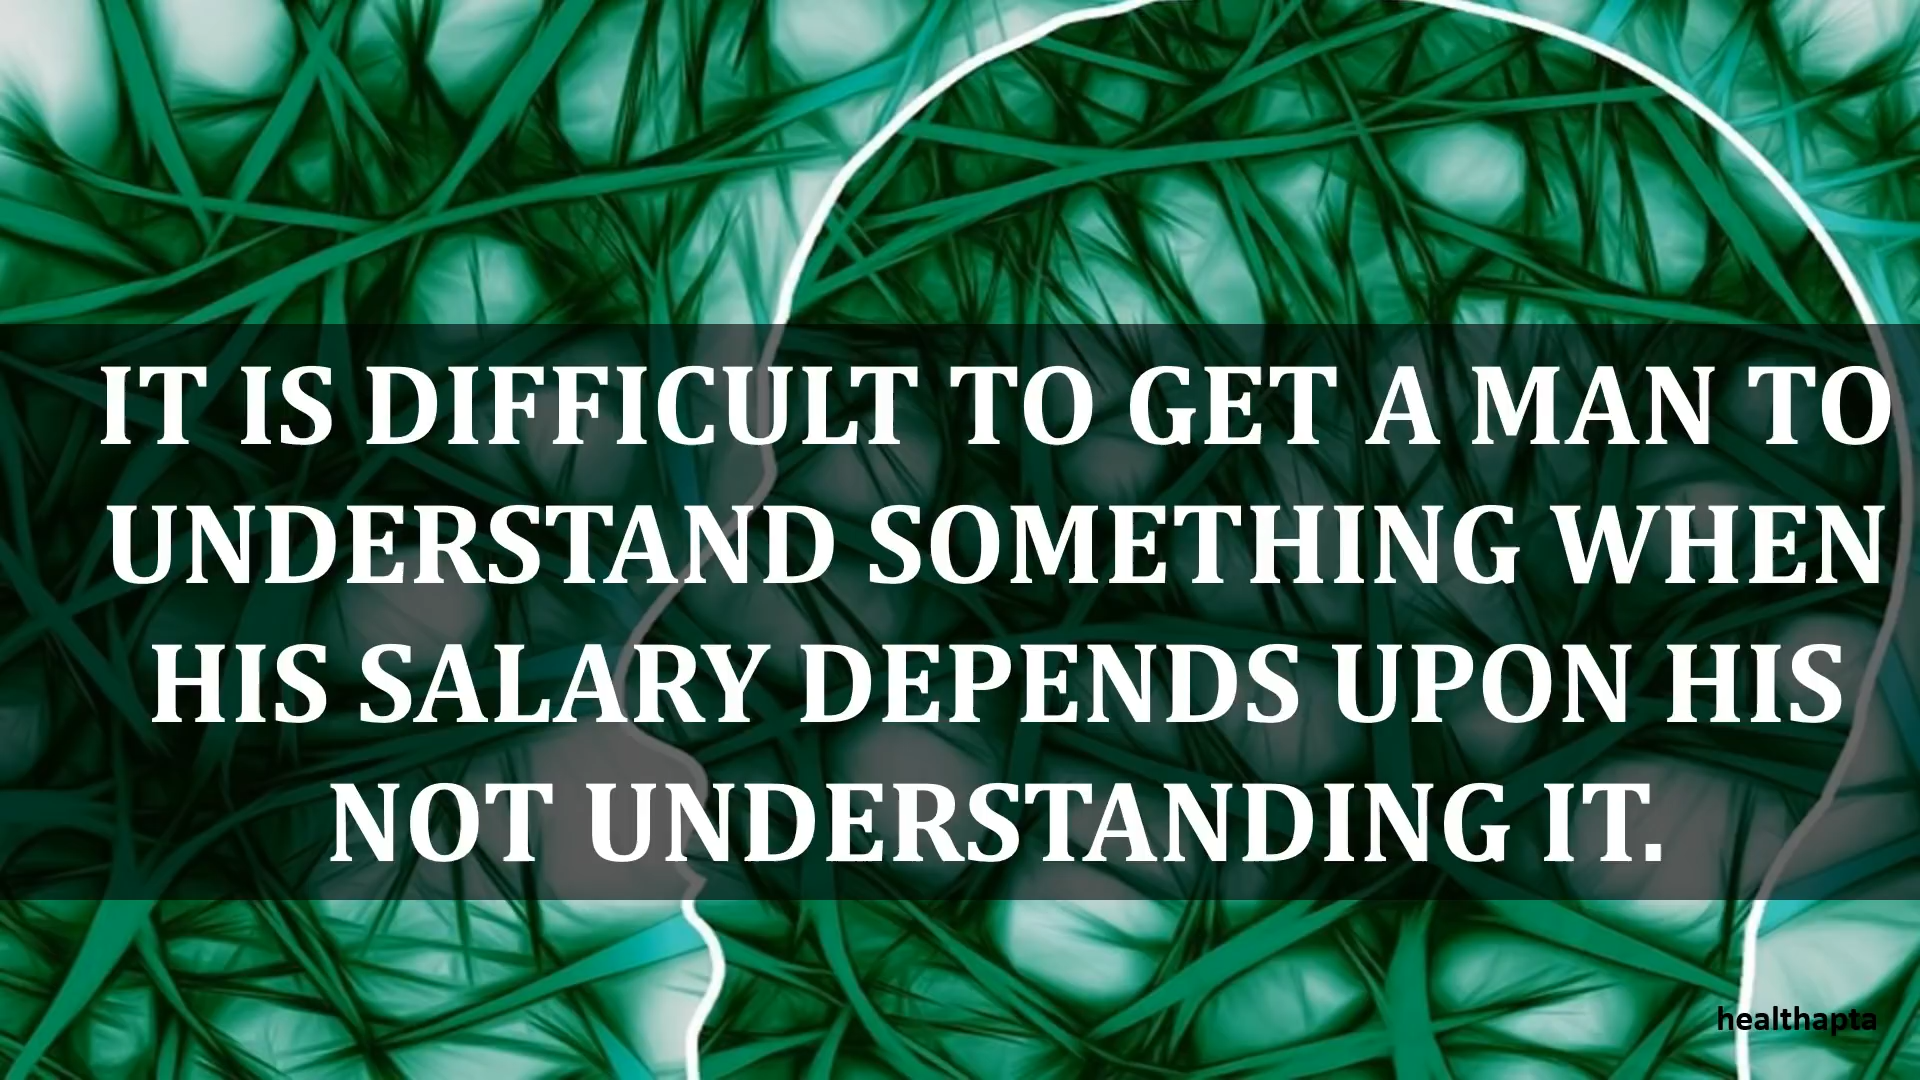 IT IS DIFFICULT TO GET A MAN TO
UNDERSTAND SOMETHING WHEN
HIS SALARY DEPENDS UPON HIS
NOT UNDERSTANDING IT.
healthapta